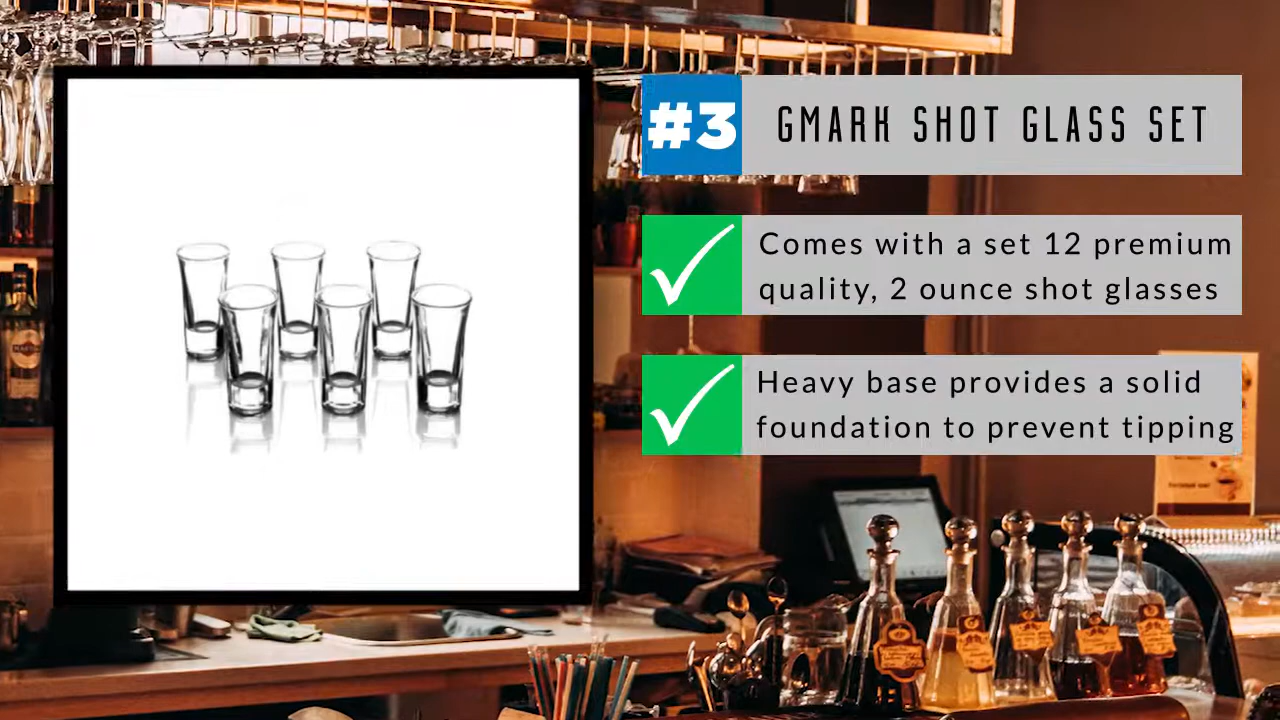 #3
GMARK SHOT GLASS SET
Comes with a set 12 premium
quality, 2 ounce shot glasses
Heavy base provides a solid
foundation to prevent tipping